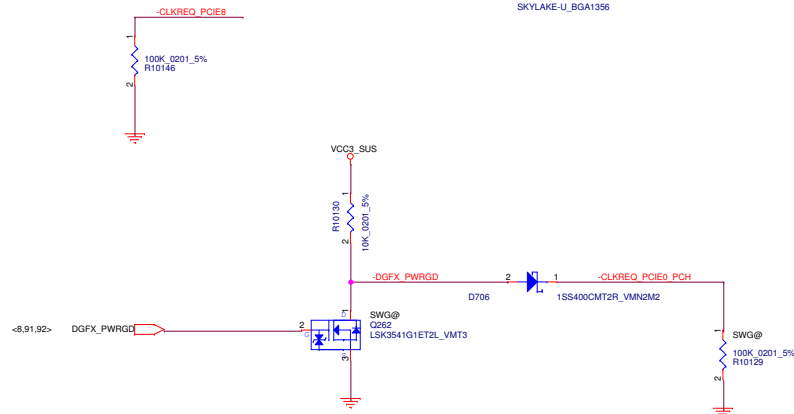 SKYLAKE-U_BGA1356
-CLKREQ_PCIE8
1
100K_0201_5%
R10146
2
VCC3_SUS
1
R10130
10K_0201_5%
2
-DGFX_PWRGD
2
1
-CLKREQ_PCIE0_PCH
D706
1SS400CMT2R_VMN2M2
<8,91,92>
DGFX_PWRGD
2
1
D
G
S
3
SWG@
Q262
LSK3541G1ET2L_VMT3
1
SWG@
100K_0201_5%
R10129
2